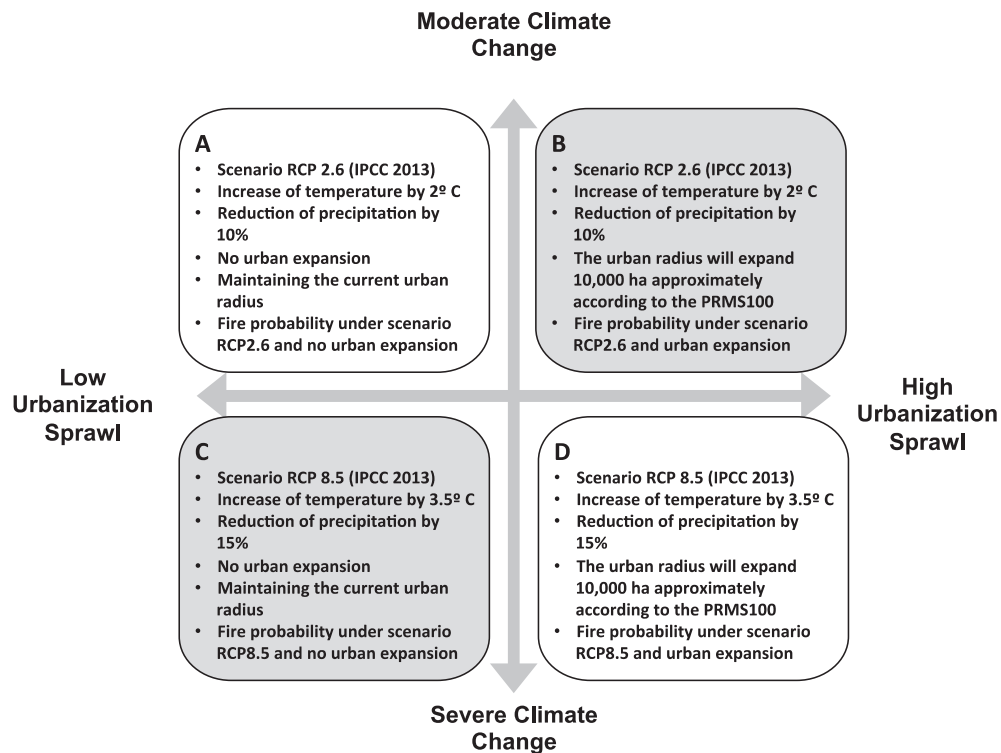 Moderate Climate
Change
A
• Scenario RCP 2.6 (IPCC 2013)
• Increase of temperature by 2º C
• Reduction of precipitation by
10%
• No urban expansion
• Maintaining the current urban
radius
• Fire probability under scenario
RCP2.6 and no urban expansion
B
• Scenario RCP 2.6 (IPCC 2013)
• Increase of temperature by 2º C
• Reduction of precipitation by
10%
• The urban radius will expand
10,000 ha approximately
according to the PRMS100
• Fire probability under scenario
RCP2.6 and urban expansion
Low
Urbanization
Sprawl
High
Urbanization
Sprawl
C
• Scenario RCP 8.5 (IPCC 2013)
• Increase of temperature by 3.5º C
• Reduction of precipitation by
15%
• No urban expansion
• Maintaining the current urban
radius
• Fire probability under scenario
RCP8.5 and no urban expansion
D
• Scenario RCP 8.5 (IPCC 2013)
• Increase of temperature by 3.5º C
• Reduction of precipitation by
15%
• The urban radius will expand
10,000 ha approximately
according to the PRMS100
• Fire probability under scenario
RCP8.5 and urban expansion
Severe Climate
Change